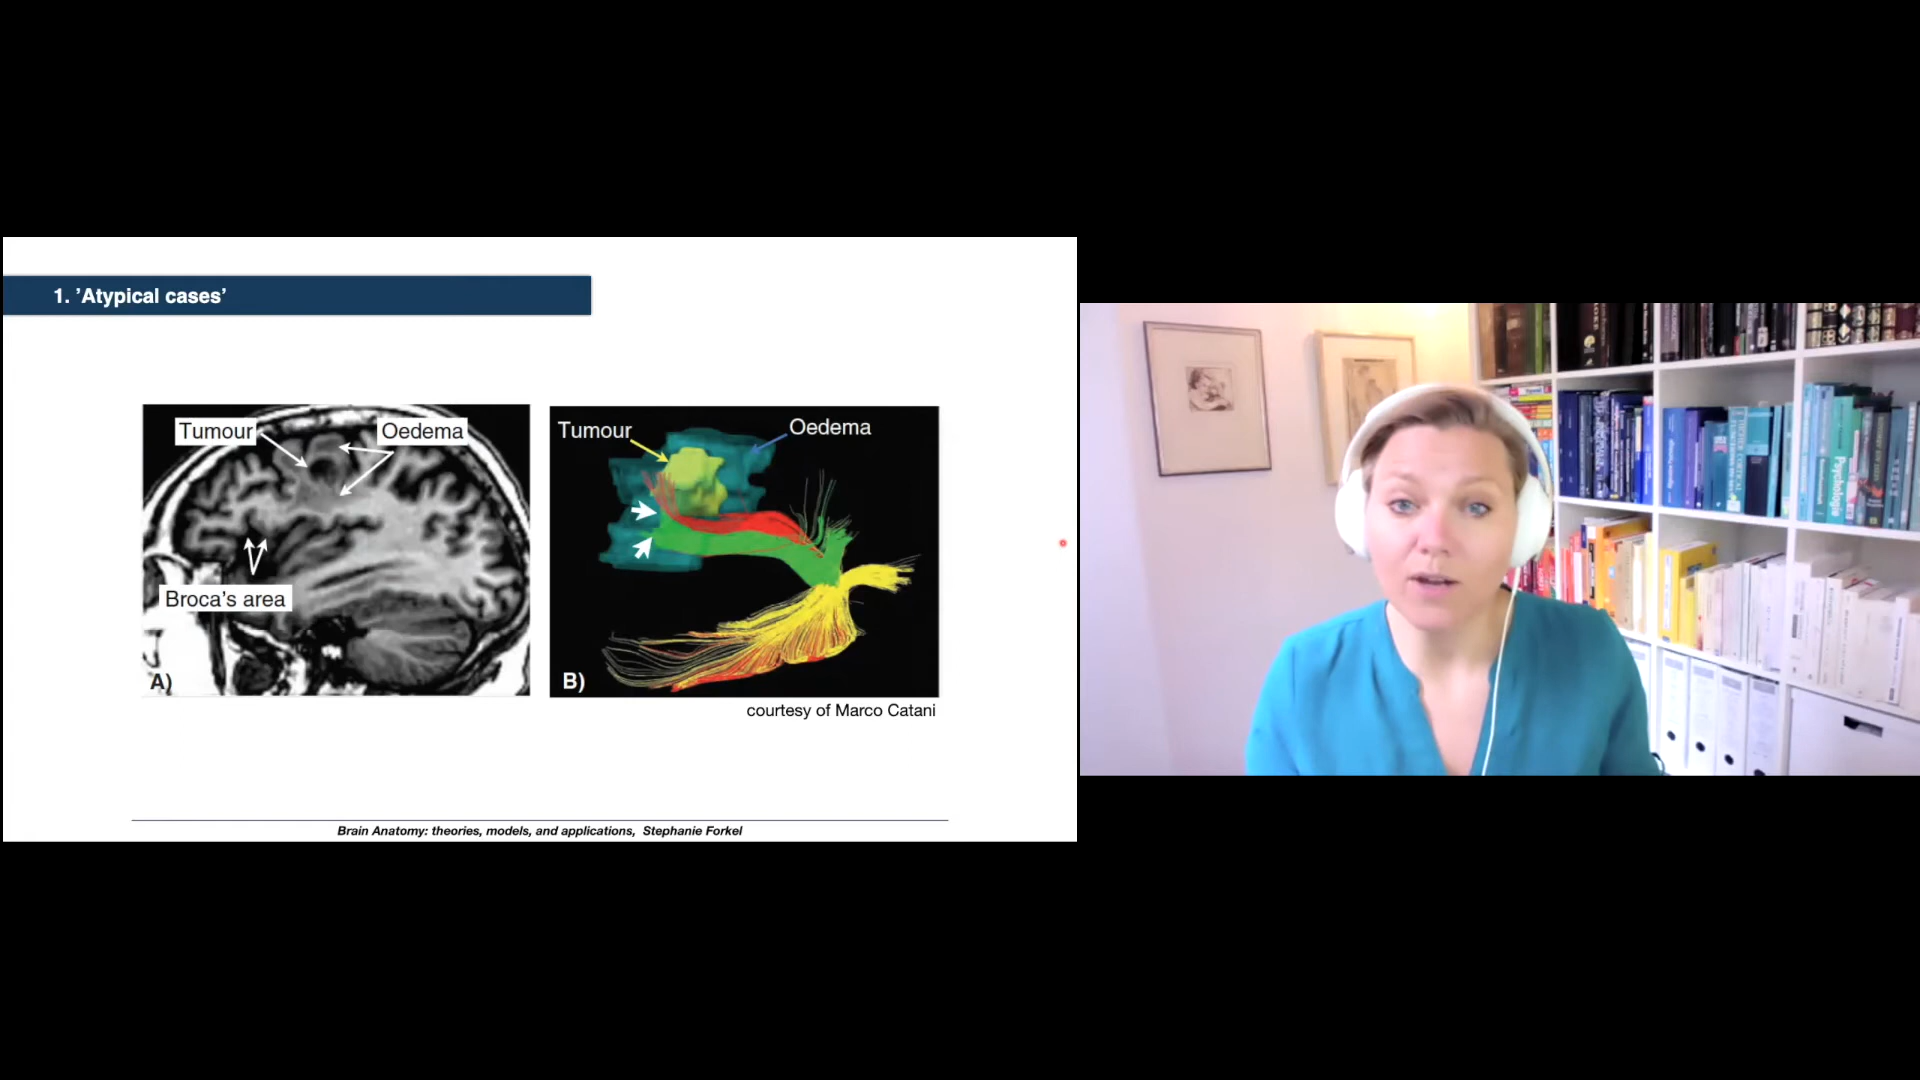 1. ’Atypical cases’
Tumour
Oedema
Broca's area
A)
Tumour
Oedema
B)
courtesy of Marco Catani
Brain Anatomy: theories, models, and applications, Stephanie Forkel
Psychologie